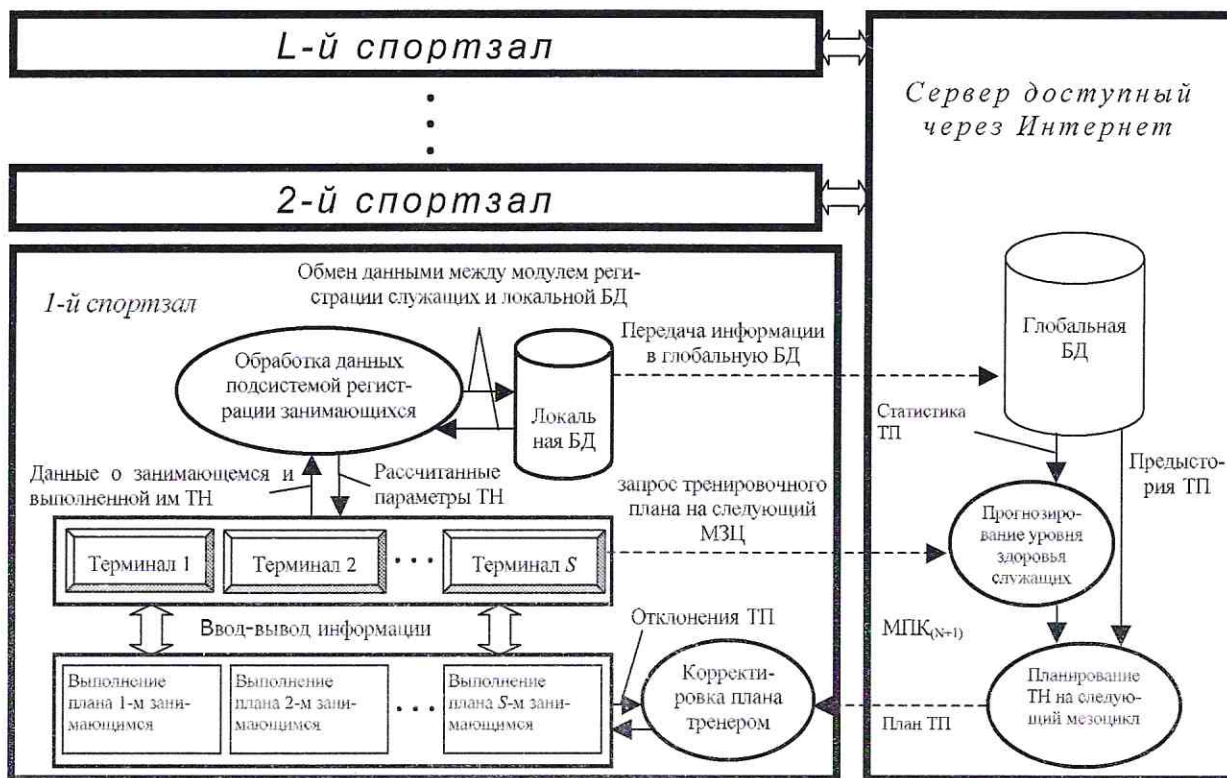 L-й спортзал
Сервер доступный
через Интернет
2-й спортзал
1-й спортзал
Обмен данными между модулем реги-
страции служащих и локальной БД
Обработка данных
подсистемой регист-
рации занимающихся
Локаль
ная БД
Передача информации
в глобальную БД
Глобальная
БД
Статистика
ТП
Предысто-
рия ТП
Данные о занимающемся и
выполненной им ТН
Рассчитанные
параметры ТН
запрос тренировочного
плана на следующий
МЗЦ
Прогнозиро-
вание уровня
здоровья
служащих
Терминал 1
Терминал 2
• • •
Терминал S
Ввод-вывод информации
Отклонения ТП
МПК(N+1)
Выполнение
плана 1-м зани-
мающимся
Выполнение
плана 2-м зани-
мающимся
• • •
Выполнение
плана S-м зани-
мающимся
Корректи-
ровка плана
тренером
План ТП
Планирование
ТН на следую-
щий мезоцикл